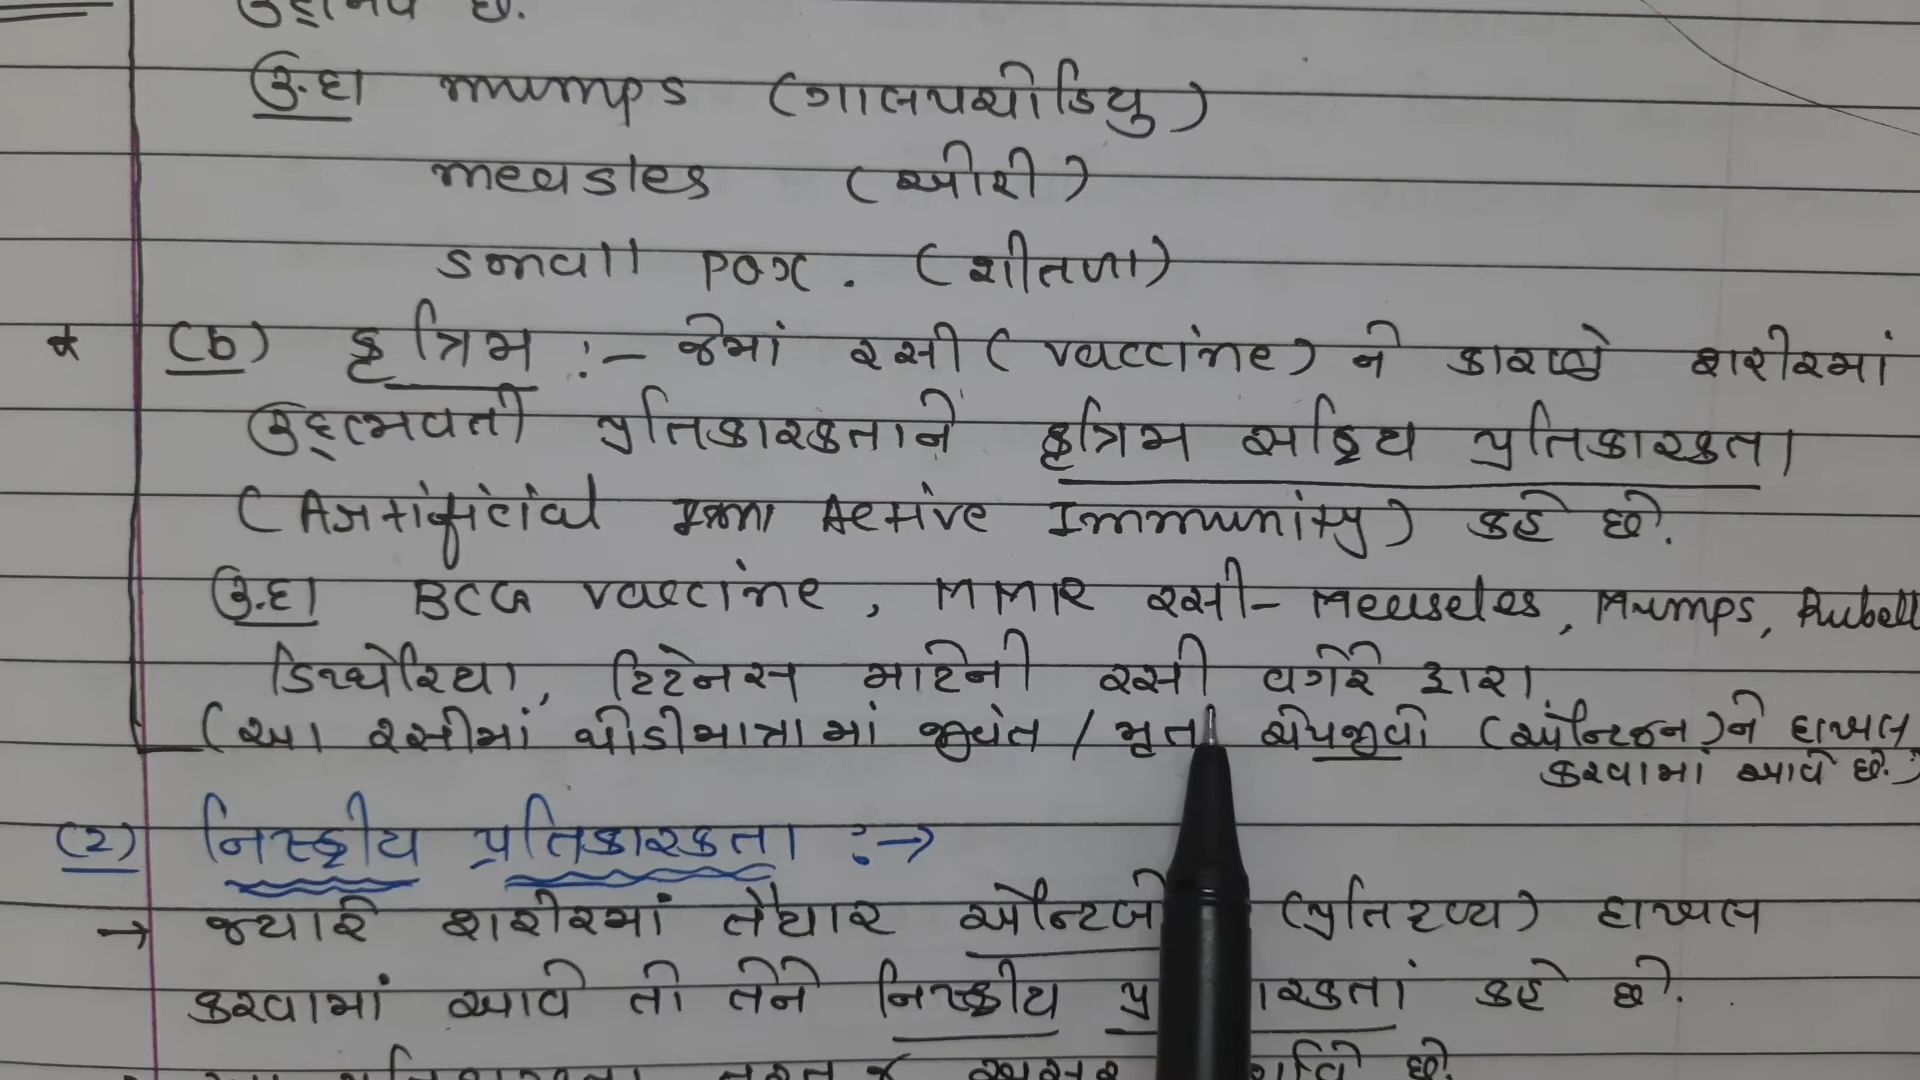 ઉ.દા mumps (ગાલપચોળિયુ)
measles (ઓરી)
small pox. (શીતળા)
* (b) કૃત્રિમ :- જેમાં રસી (vaccine) ને કારણે શરીરમાં
ઉદ્દભવતી પ્રતિકારકતાને કૃત્રિમ સક્રિય પ્રતિકારકતા
(Artificial Active Immunity) કહે છે.
ઉ.દા BCG vaccine, MMR રસી - Meeaseles, Mumps, Rubell
ડિપ્થેરિયા, ટિટેનસ માટેની રસી વગેરે દ્વારા
(આ રસીમાં થોડી માત્રામાં જીવંત / મૃત રોપજીવો (એન્ટિજન) ને દાખલ
કરવામાં આવે છે.)
(2) નિષ્ક્રીય પ્રતિકારકતા :→
→ જ્યારે શરીરમાં તૈયાર એન્ટિબો (પ્રતિદ્રવ્ય) દાખલ
કરવામાં આવે તો તેને નિષ્ક્રીય પ્ર ારકતાં કહે છે.